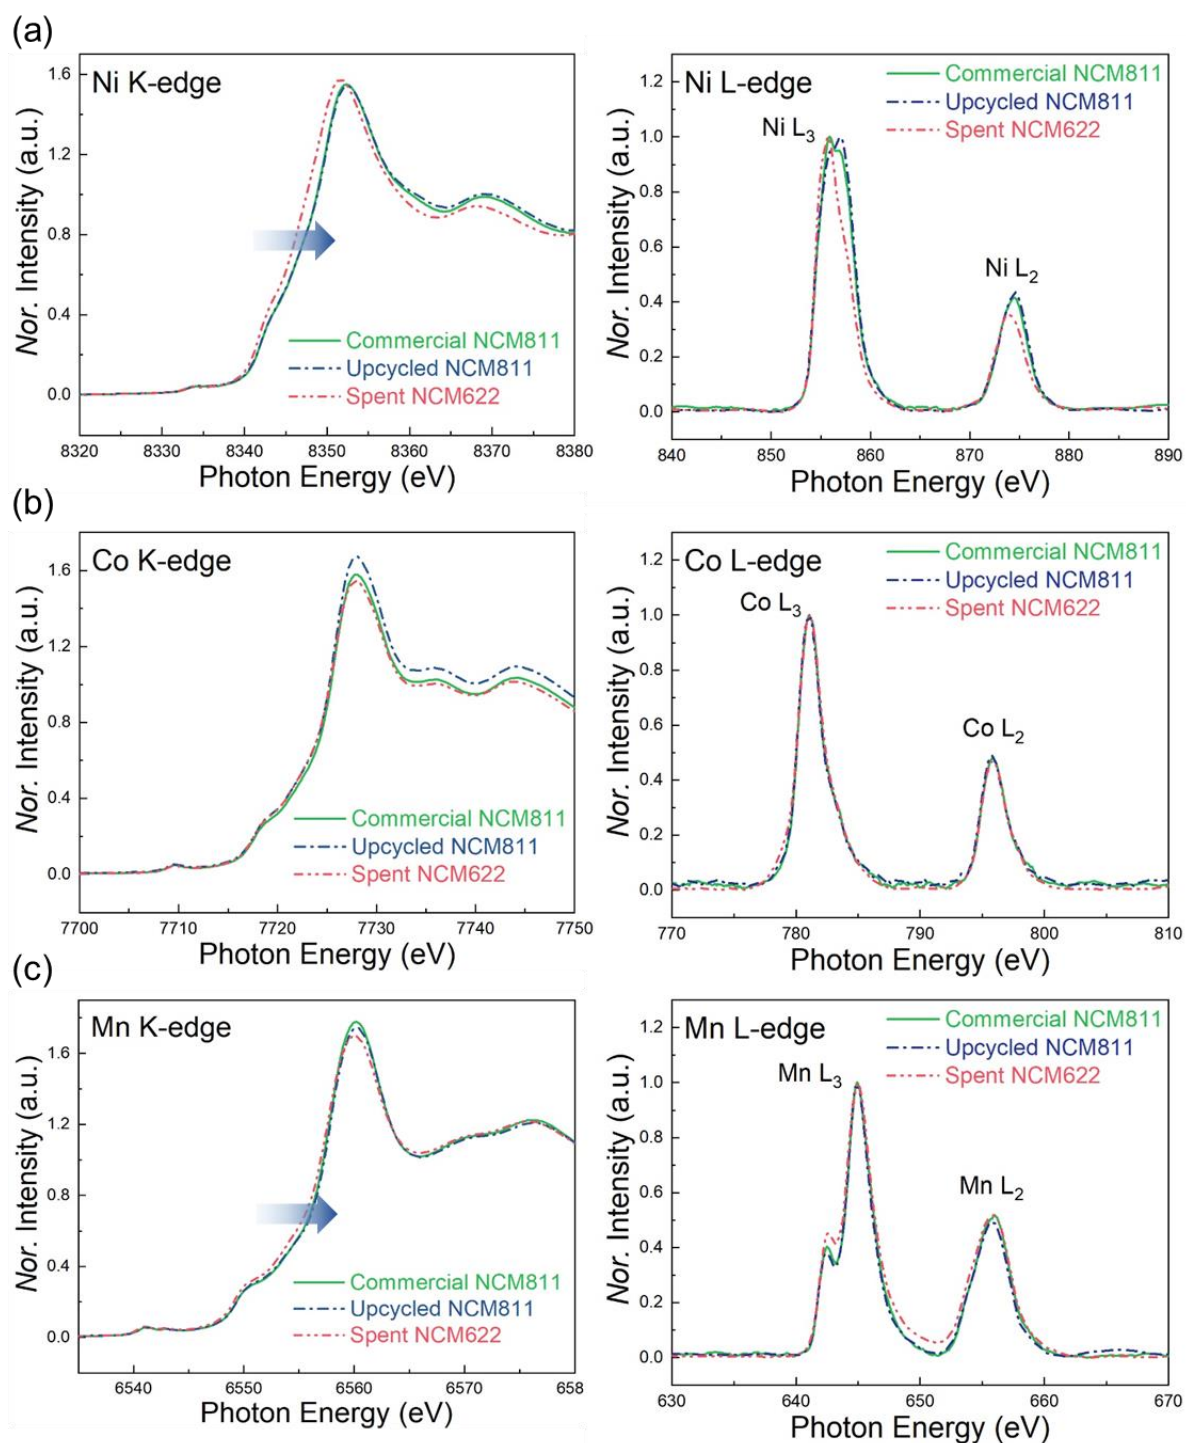 (a)
Ni K-edge
Nor. Intensity (a.u.)
1.6
1.2
0.8
0.4
0.0
Commercial NCM811
Upcycled NCM811
Spent NCM622
8320 8330 8340 8350 8360 8370 8380
Photon Energy (eV)
Ni L-edge
Commercial NCM811
Upcycled NCM811
Spent NCM622
Ni L3
Ni L2
Nor. Intensity (a.u.)
1.2
1.0
0.8
0.6
0.4
0.2
0.0
840 850 860 870 880 890
Photon Energy (eV)
(b)
Co K-edge
Nor. Intensity (a.u.)
1.6
1.2
0.8
0.4
0.0
Commercial NCM811
Upcycled NCM811
Spent NCM622
7700 7710 7720 7730 7740 7750
Photon Energy (eV)
Co L-edge
Commercial NCM811
Upcycled NCM811
Spent NCM622
Co L3
Co L2
Nor. Intensity (a.u.)
1.2
1.0
0.8
0.6
0.4
0.2
0.0
770 780 790 800 810
Photon Energy (eV)
(c)
Mn K-edge
Nor. Intensity (a.u.)
1.6
1.2
0.8
0.4
0.0
Commercial NCM811
Upcycled NCM811
Spent NCM622
6540 6550 6560 6570 658
Photon Energy (eV)
Mn L-edge
Commercial NCM811
Upcycled NCM811
Spent NCM622
Mn L3
Mn L2
Nor. Intensity (a.u.)
1.2
1.0
0.8
0.6
0.4
0.2
0.0
630 640 650 660 670
Photon Energy (eV)